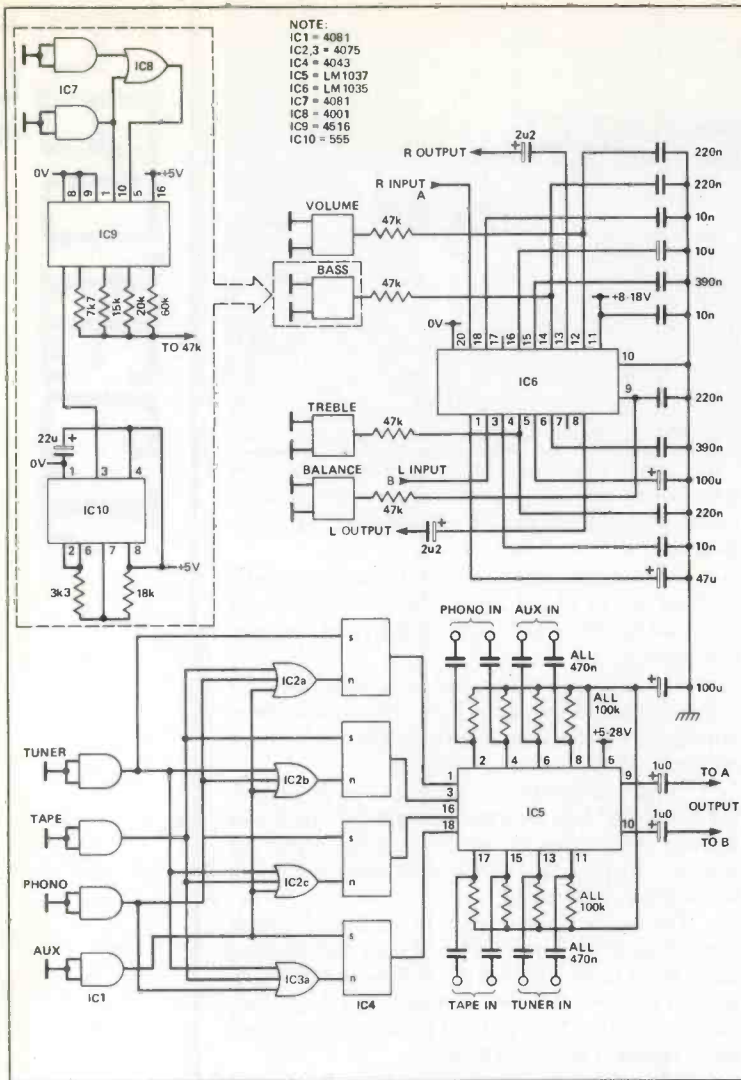 NOTE:
IC1 = 4081
IC2,3 = 4075
IC4 = 4043
IC5 = LM1037
IC6 = LM1035
IC7 = 4081
IC8 = 4001
IC9 = 4516
IC10 = 555
IC7
IC8
0V
+5V
8
9
1
10
5
16
IC9
7k7
15k
20k
60k
TO 47k
22u
+
0V
1
3
4
IC10
2
6
7
8
+5V
3k3
18k
R OUTPUT
+
2u2
R INPUT
A
VOLUME
47k
BASS
47k
220n
220n
10n
10u
390n
+8-18V
10n
0V
20
18
17
16
15
14
13
12
11
IC6
10
9
1
3
4
5
6
7
8
220n
TREBLE
47k
BALANCE
L INPUT
B
47k
L OUTPUT
+
2u2
390n
+
100u
220n
10n
+
47u
PHONO IN
AUX IN
ALL
470n
ALL
100k
+
100u
+5-28V
2
4
6
8
5
1
3
16
18
IC5
9
10
+
1u0
TO A
OUTPUT
+
1u0
TO B
17
15
13
11
ALL
100k
ALL
470n
TAPE IN
TUNER IN
TUNER
TAPE
PHONO
AUX
IC1
IC2a
IC2b
IC2c
IC3a
s
n
s
n
s
n
s
n
IC4